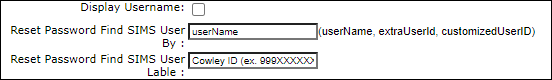 Display Username:
Reset Password Find SIMS User By : userName (userName, extraUserId, customizedUserID)
Reset Password Find SIMS User Lable : Cowley ID (ex. 999XXXXXX